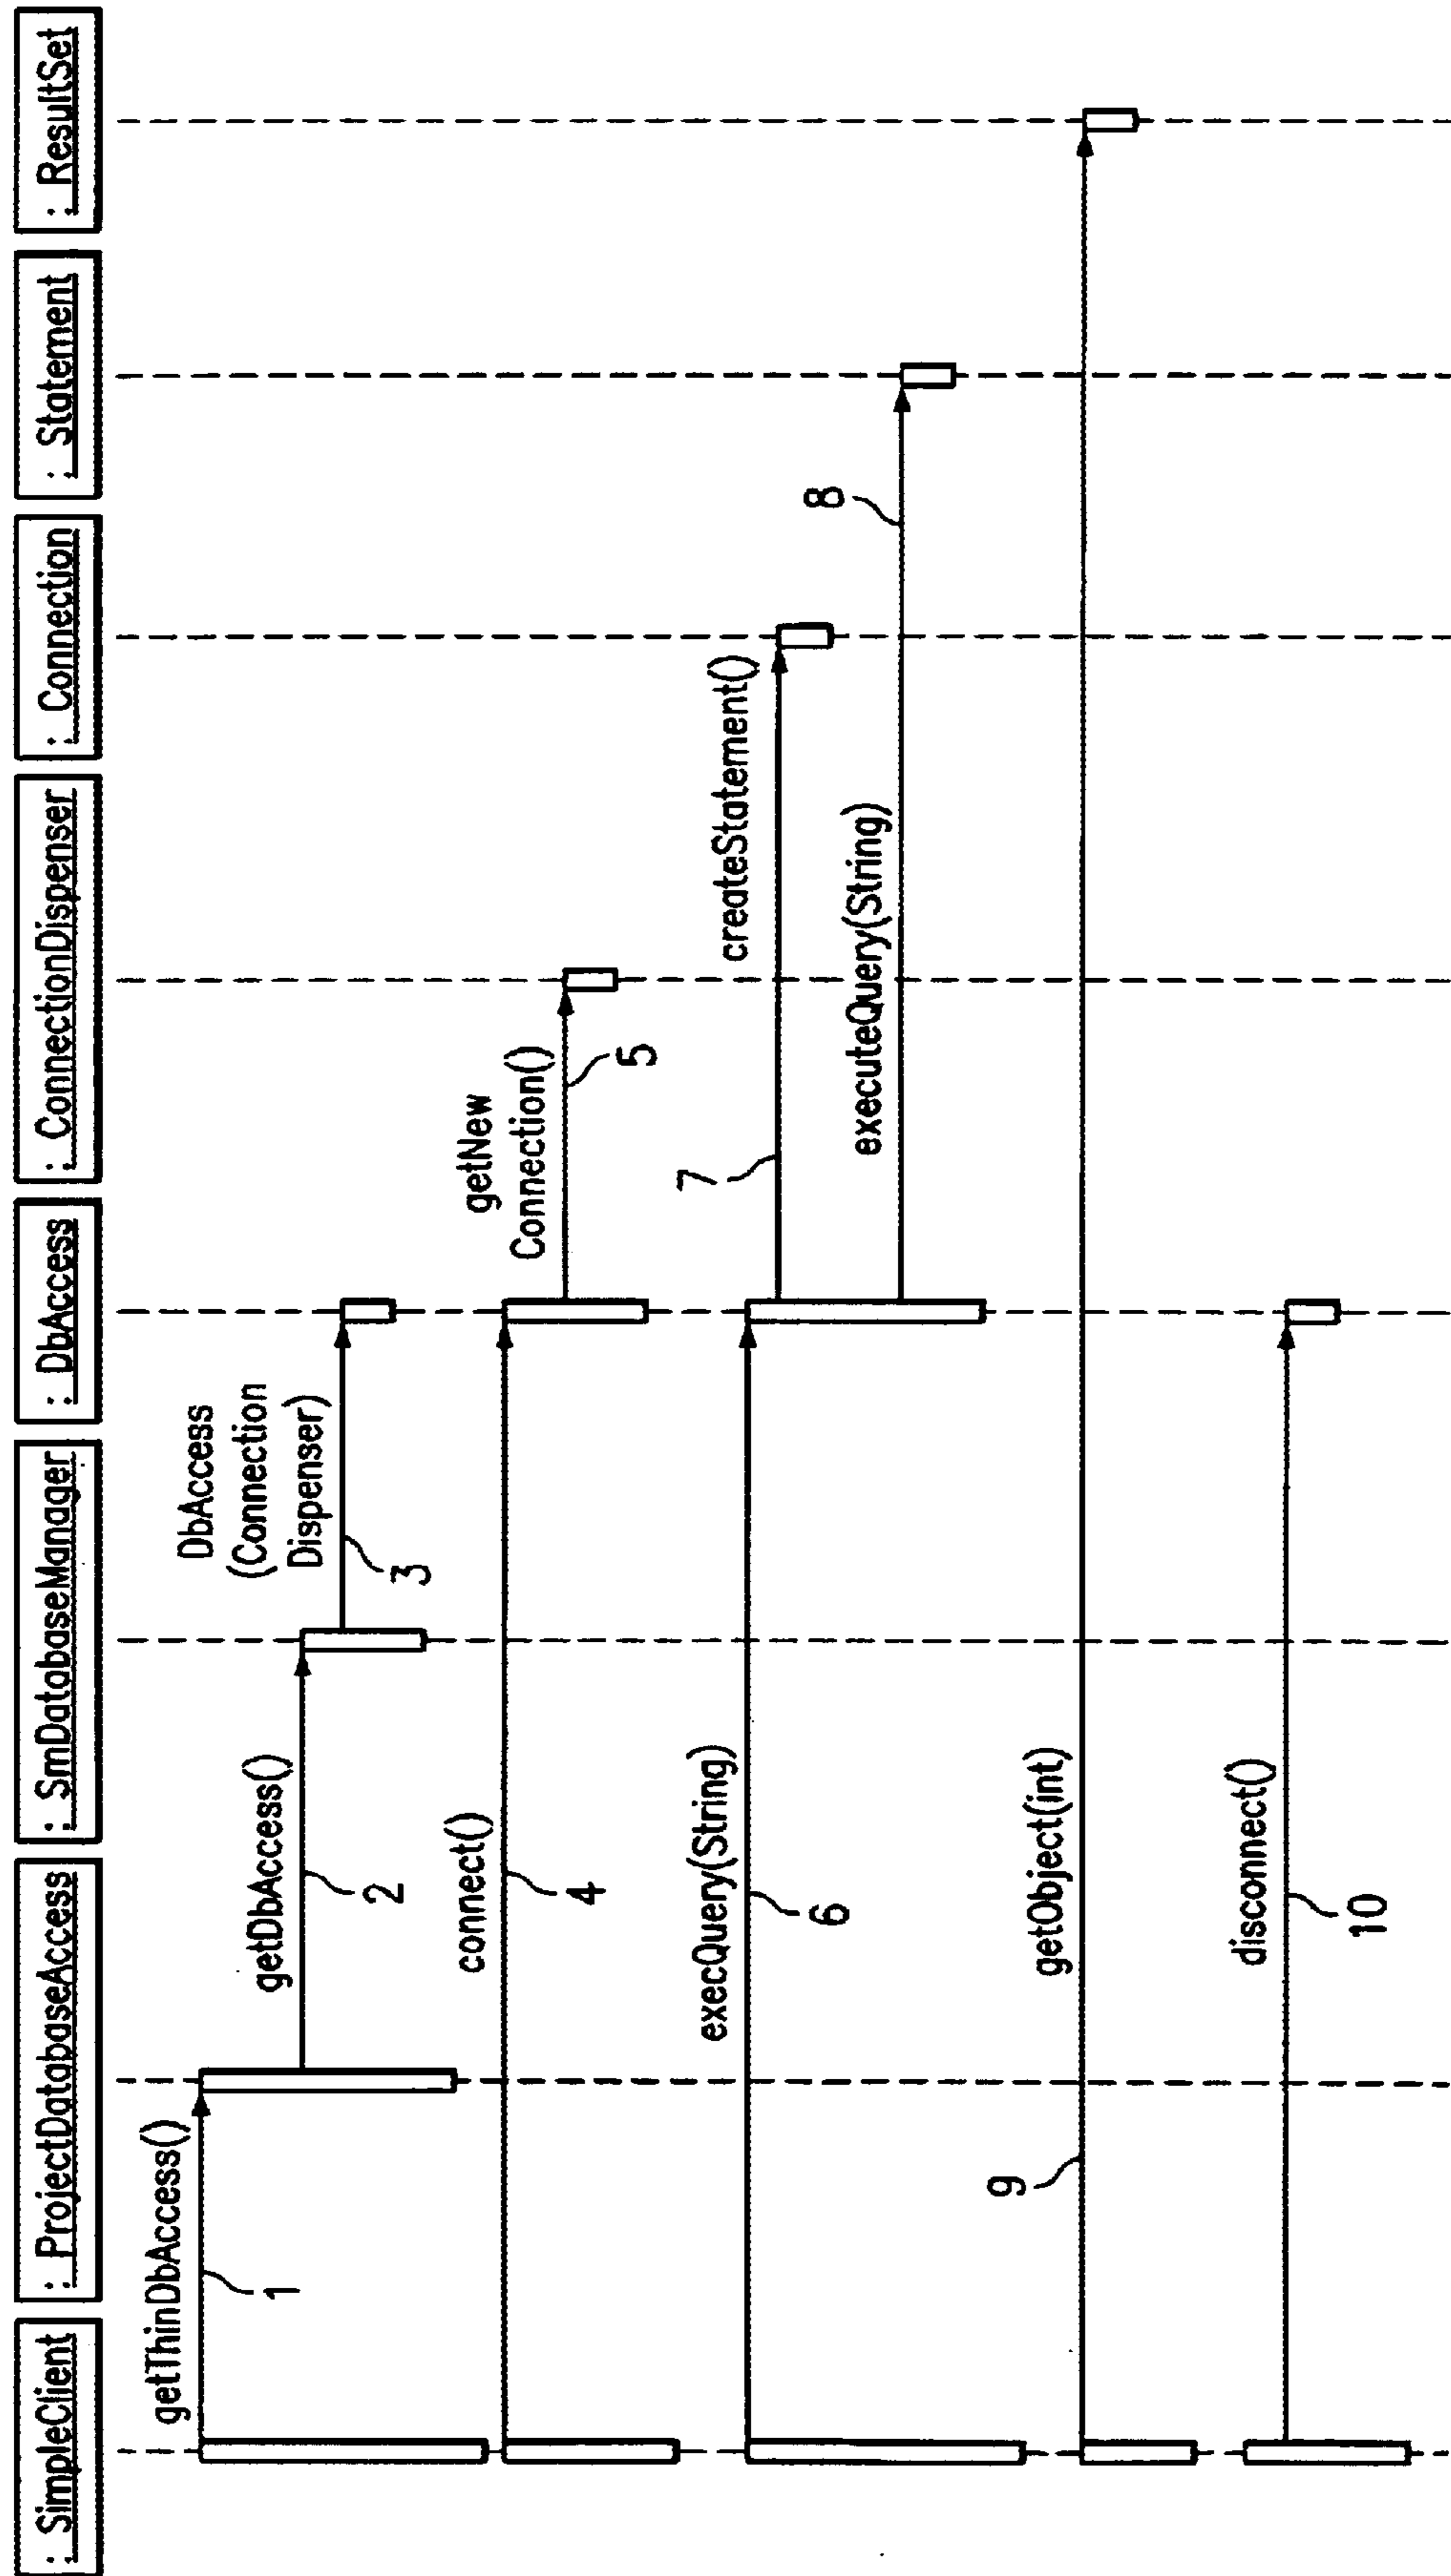 : SimpleClient
: ProjectDatabaseAccess
: SmDatabaseManager
: DbAccess
: ConnectionDispenser
: Connection
: Statement
: ResultSet
getThinDbAccess()
1
getDbAccess()
2
DbAccess
(Connection
Dispenser)
3
connect()
4
getNew
Connection()
5
execQuery(String)
6
createStatement()
7
executeQuery(String)
8
getObject(int)
9
disconnect()
10